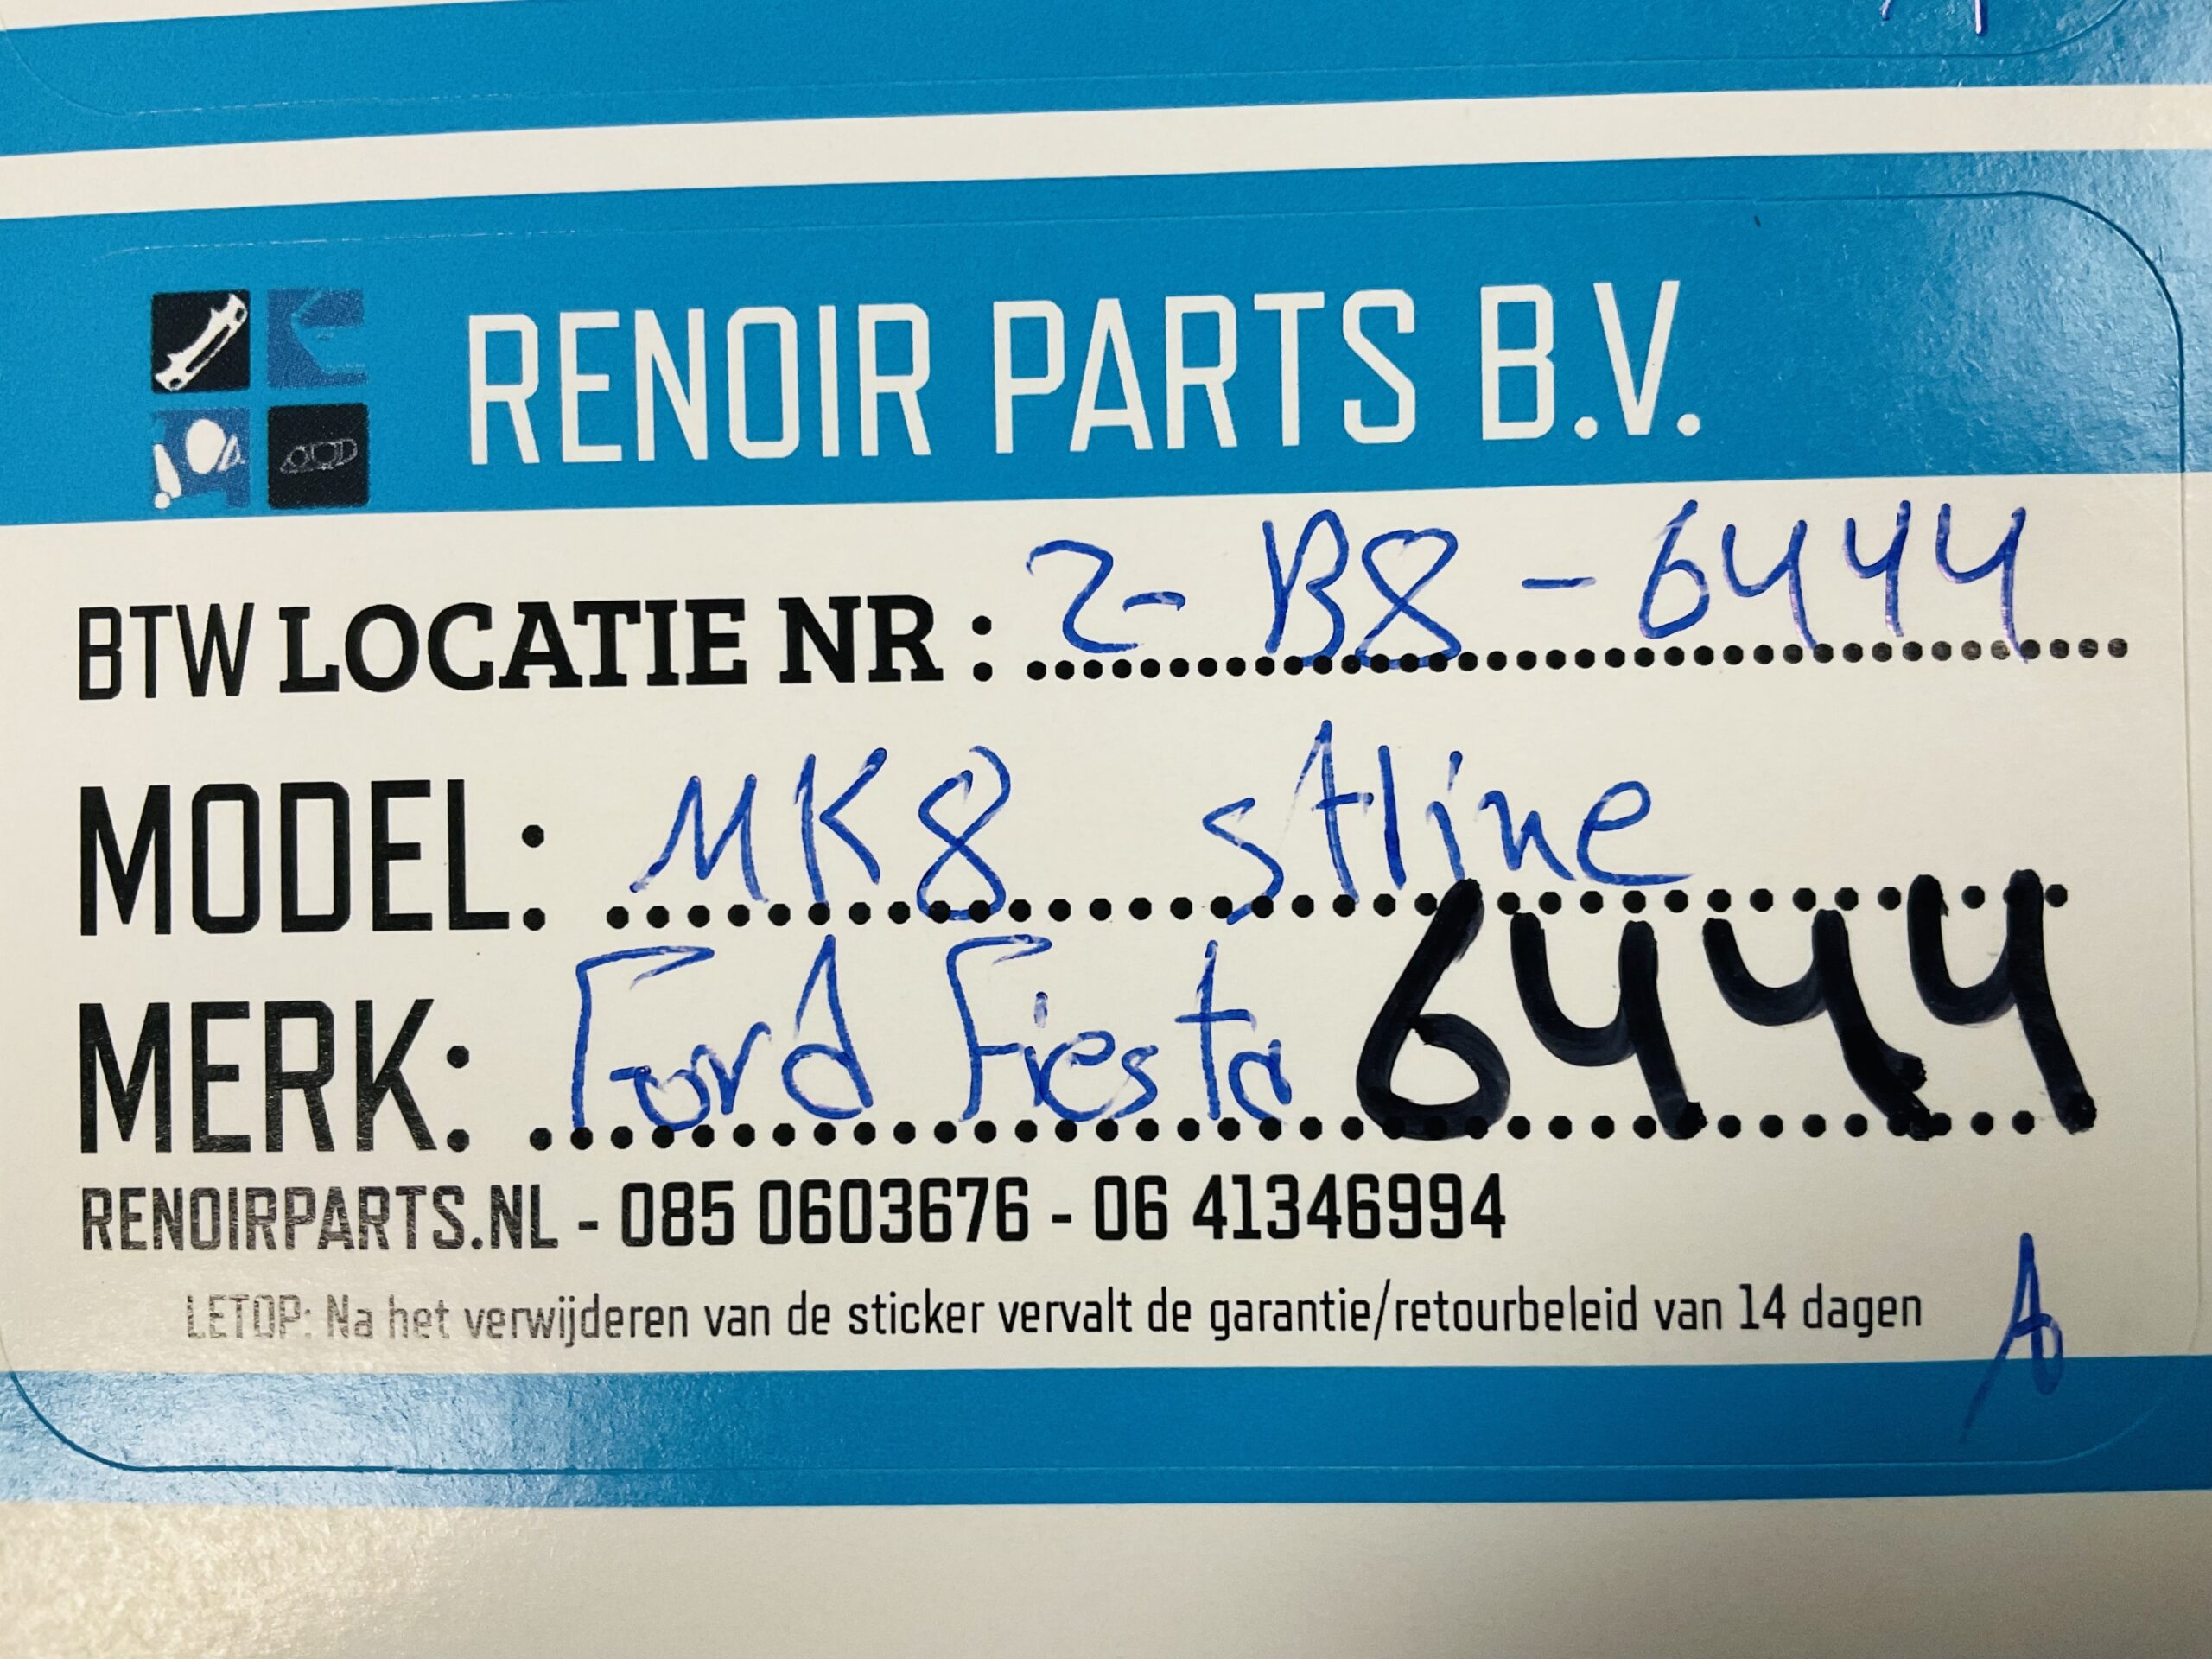 RENOIR PARTS B.V.
BTW LOCATIE NR : 2- B8 - 6444
MODEL: MK8 stline
MERK: Ford Fiesta 6444
RENOIRPARTS.NL - 085 0603676 - 06 41346994
LETOP: Na het verwijderen van de sticker vervalt de garantie/retourbeleid van 14 dagen
A